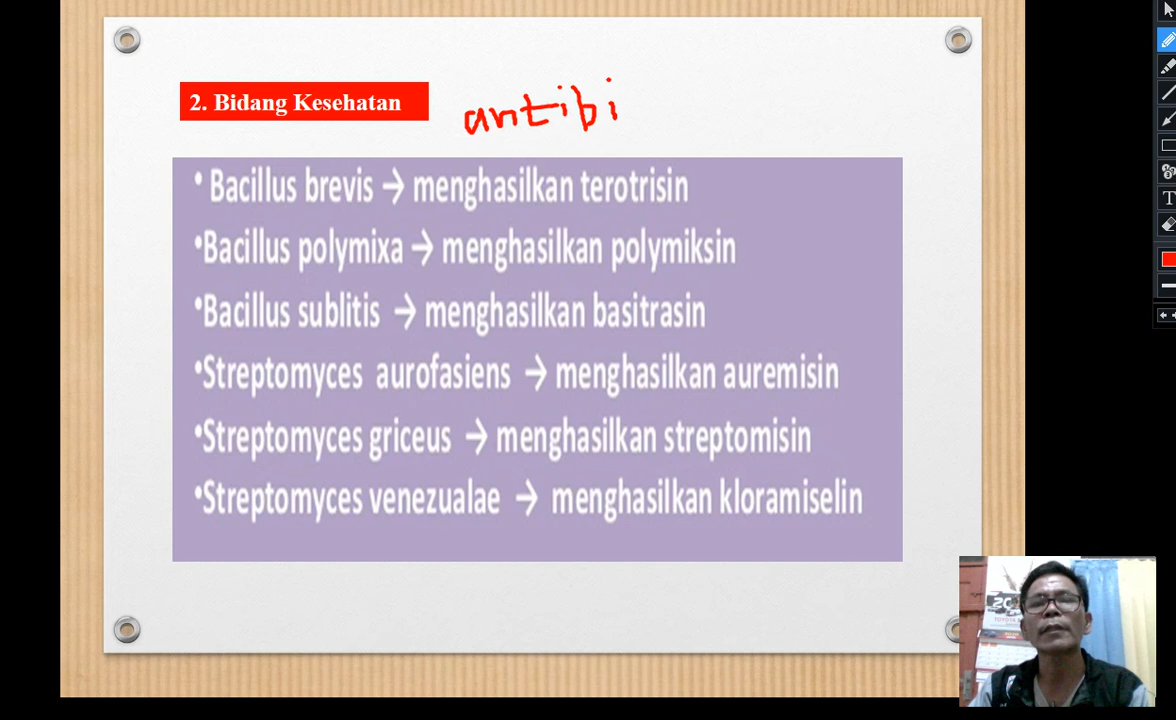 2. Bidang Kesehatan antibi
• Bacillus brevis → menghasilkan terotrisin
•Bacillus polymixa → menghasilkan polymiksin
•Bacillus sublitis → menghasilkan basitrasin
•Streptomyces aurofasiens → menghasilkan auremisin
•Streptomyces griceus → menghasilkan streptomisin
•Streptomyces venezualae → menghasilkan kloramiselin
T